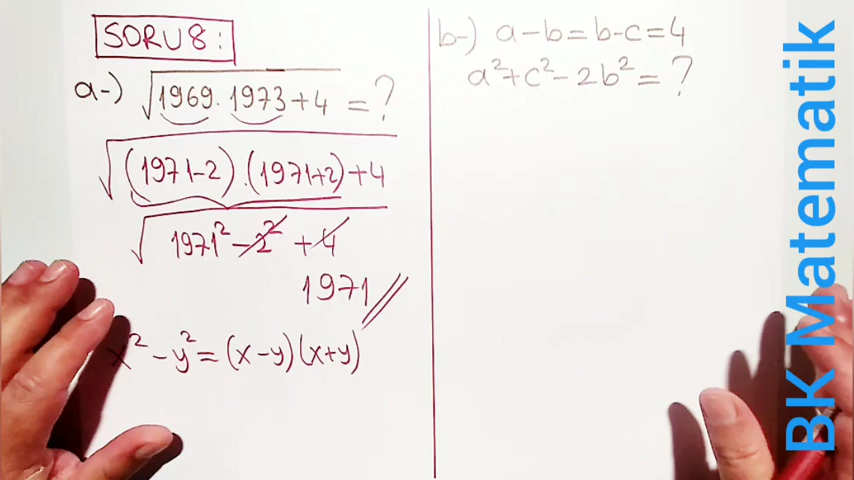 SORU 8:
a-) √1969.1973+4 = ?
√(1971-2).(1971+2)+4
√1971²-2²+4
1971//
x²-y²=(x-y)(x+y)
b-) a-b=b-c=4
a²+c²-2b²=?
BK Matematik